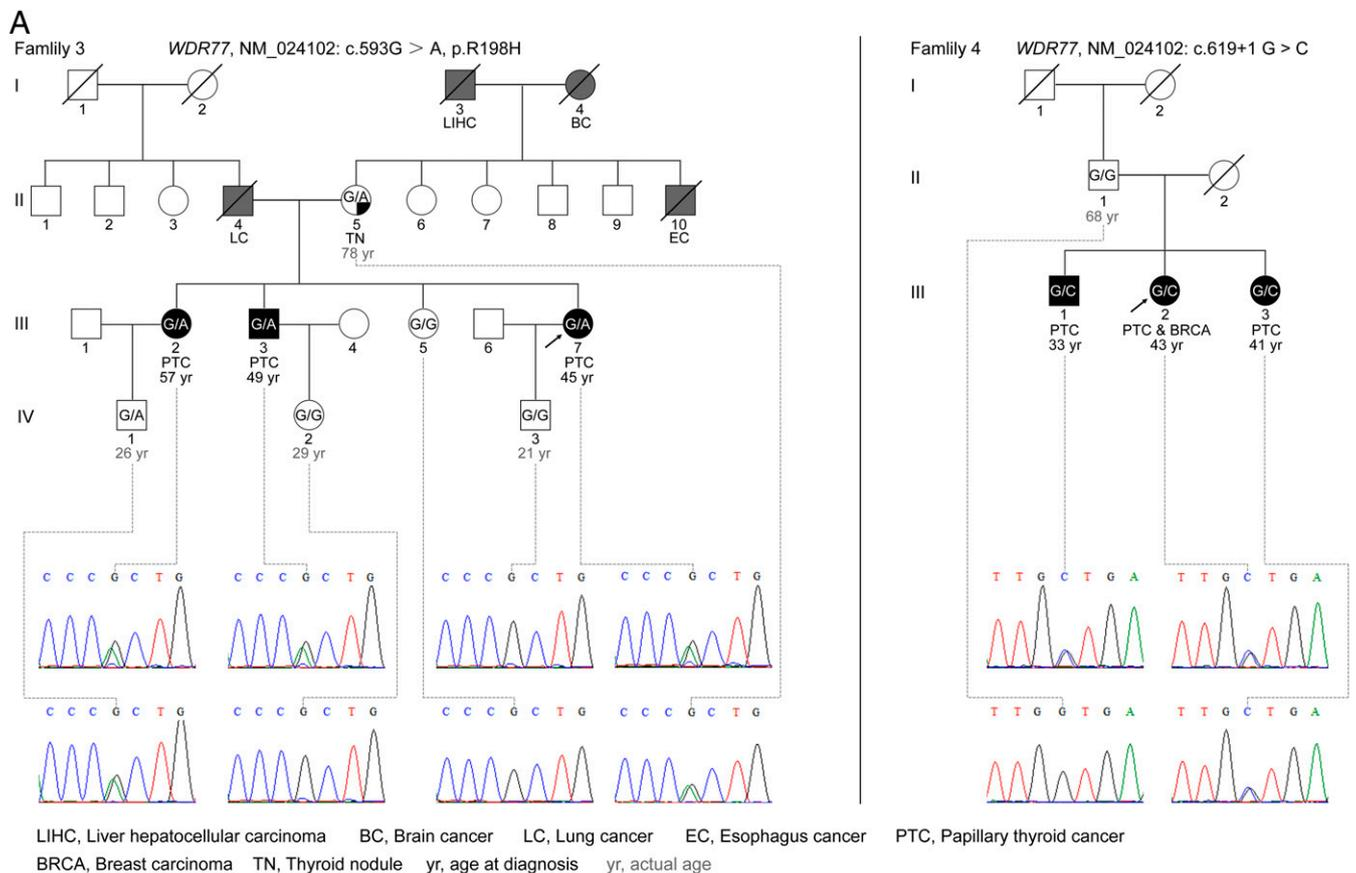 A
Famlily 3 WDR77, NM_024102: c.593G > A, p.R198H
Famlily 4 WDR77, NM_024102: c.619+1 G > C
I
1 2 3 4
LIHC BC
I
1 2
II
G/A
1 2 3 4 5 6 7 8 9 10
LC TN EC
78 yr
II
G/G
1 2
68 yr
III
G/A G/A G/G G/A
1 2 3 4 5 6 7
PTC PTC PTC
57 yr 49 yr 45 yr
III
G/C G/C G/C
1 2 3
PTC PTC & BRCA PTC
33 yr 43 yr 41 yr
IV
G/A G/G G/G
1 2 3
26 yr 29 yr 21 yr
C C C G C T G
C C C G C T G
C C C G C T G
C C C G C T G
T T G C T G A
T T G C T G A
C C C G C T G
C C C G C T G
C C C G C T G
C C C G C T G
T T G G T G A
T T G C T G A
LIHC, Liver hepatocellular carcinoma BC, Brain cancer LC, Lung cancer EC, Esophagus cancer PTC, Papillary thyroid cancer
BRCA, Breast carcinoma TN, Thyroid nodule yr, age at diagnosis yr, actual age